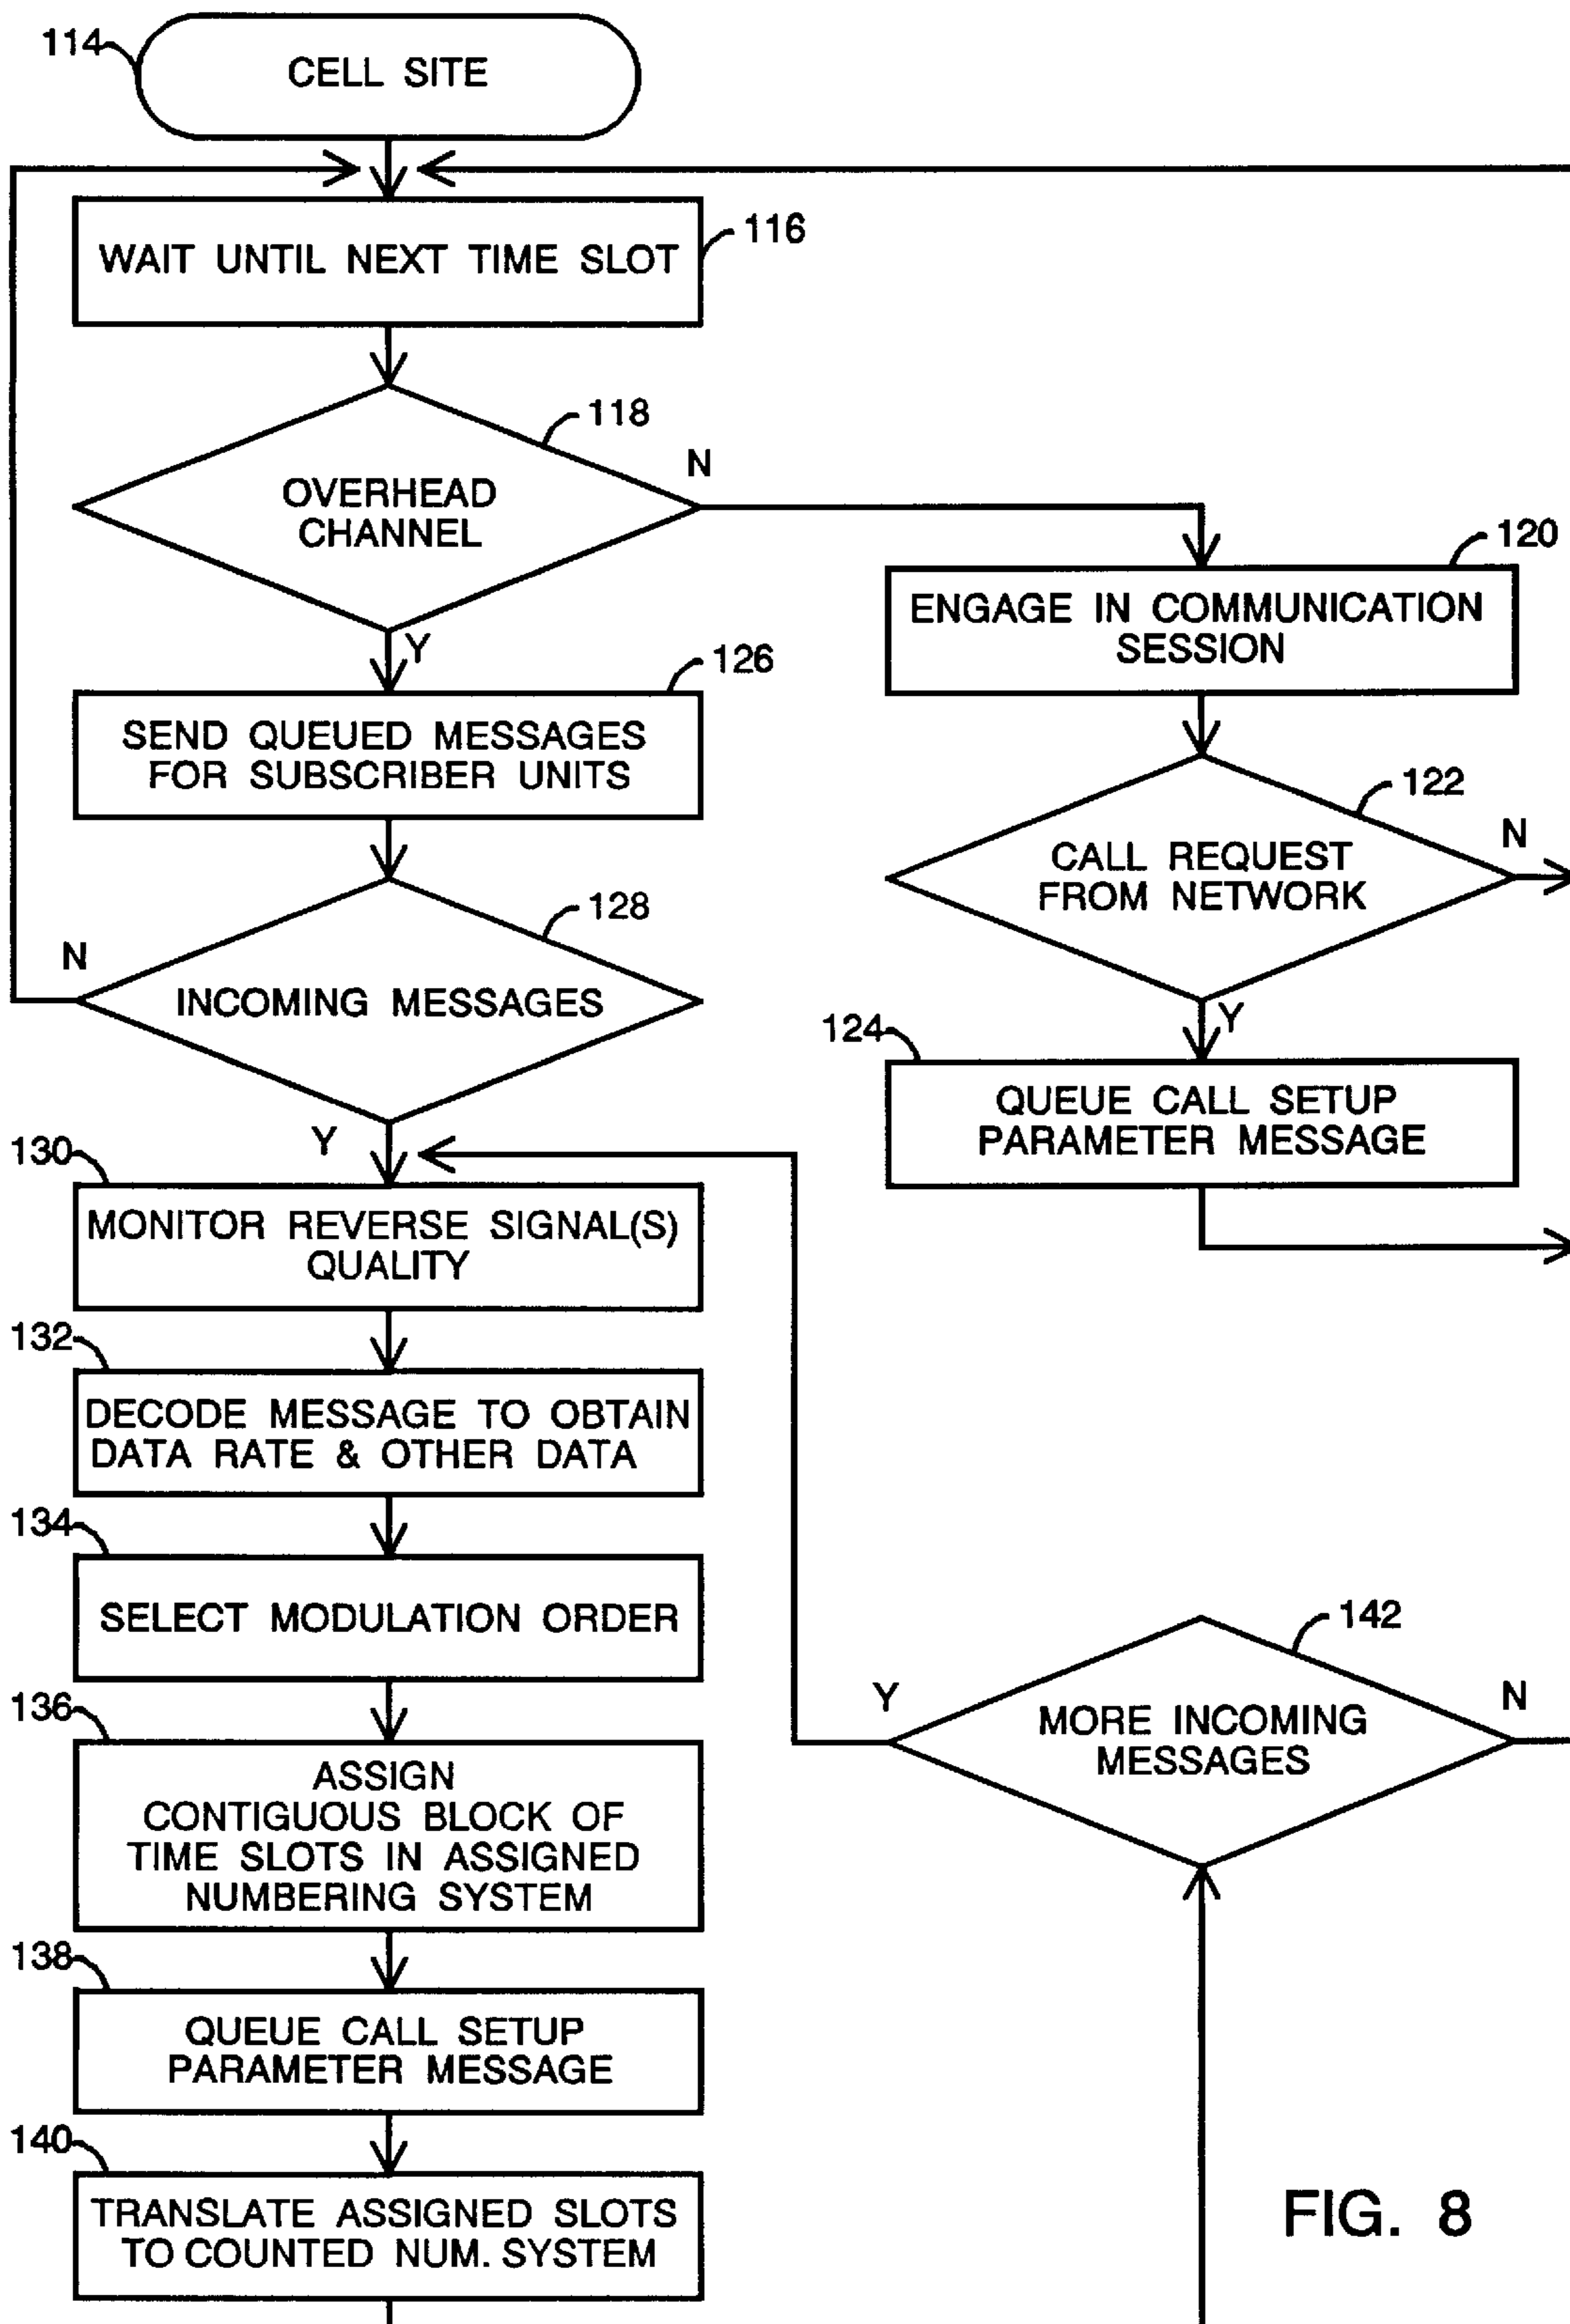 114
CELL SITE
WAIT UNTIL NEXT TIME SLOT
116
118
OVERHEAD
CHANNEL
N
Y
120
ENGAGE IN COMMUNICATION
SESSION
126
SEND QUEUED MESSAGES
FOR SUBSCRIBER UNITS
122
CALL REQUEST
FROM NETWORK
N
Y
128
INCOMING MESSAGES
N
Y
124
QUEUE CALL SETUP
PARAMETER MESSAGE
130
MONITOR REVERSE SIGNAL(S)
QUALITY
132
DECODE MESSAGE TO OBTAIN
DATA RATE & OTHER DATA
134
SELECT MODULATION ORDER
136
ASSIGN
CONTIGUOUS BLOCK OF
TIME SLOTS IN ASSIGNED
NUMBERING SYSTEM
142
MORE INCOMING
MESSAGES
Y
N
138
QUEUE CALL SETUP
PARAMETER MESSAGE
140
TRANSLATE ASSIGNED SLOTS
TO COUNTED NUM. SYSTEM
FIG. 8